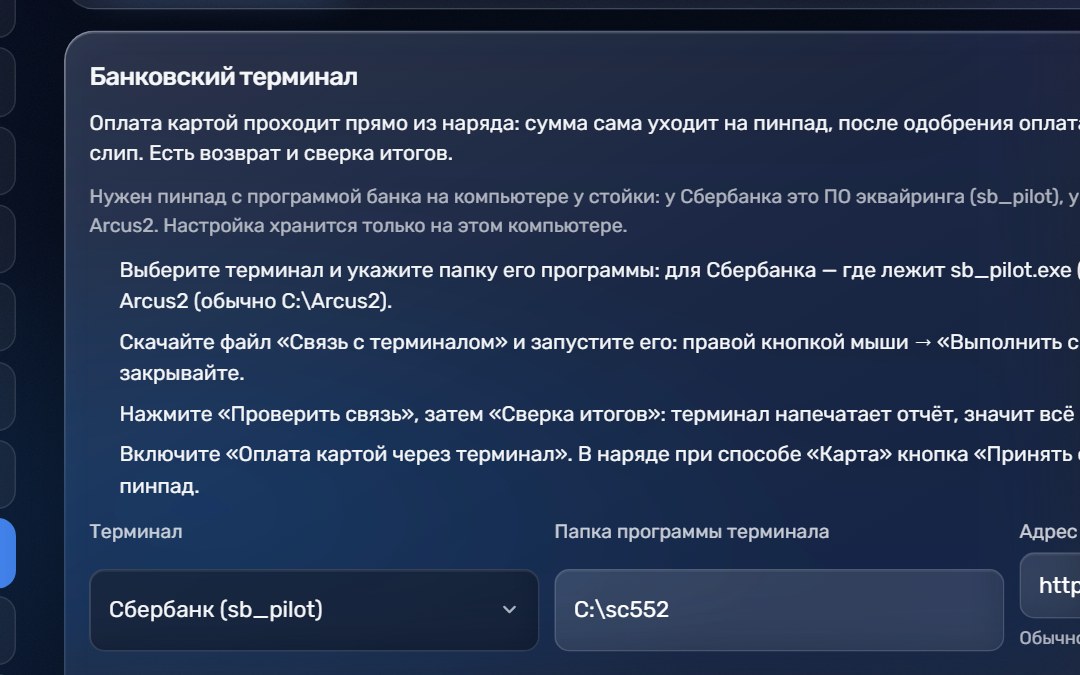 Банковский терминал
Оплата картой проходит прямо из наряда: сумма сама уходит на пинпад, после одобрения оплата
слип. Есть возврат и сверка итогов.
Нужен пинпад с программой банка на компьютере у стойки: у Сбербанка это ПО эквайринга (sb_pilot), у
Arcus2. Настройка хранится только на этом компьютере.
Выберите терминал и укажите папку его программы: для Сбербанка — где лежит sb_pilot.exe (
Arcus2 (обычно C:\Arcus2).
Скачайте файл «Связь с терминалом» и запустите его: правой кнопкой мыши → «Выполнить с
закрывайте.
Нажмите «Проверить связь», затем «Сверка итогов»: терминал напечатает отчёт, значит всё
Включите «Оплата картой через терминал». В наряде при способе «Карта» кнопка «Принять
пинпад.
Терминал
Папка программы терминала
Адрес
Сбербанк (sb_pilot)
C:\sc552
http
Обычно